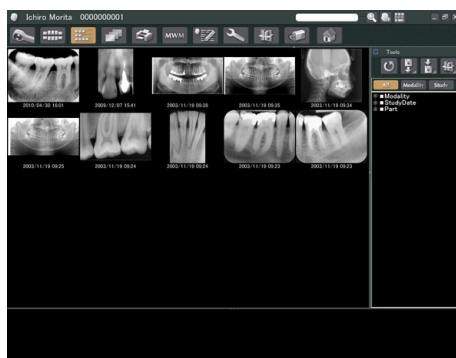 Ichiro Morita 0000000001
MWM
Tools
All Modality Study
Modality
StudyDate
Part
2010/04/30 16:01
2009/12/07 15:41
2003/11/19 09:38
2003/11/19 09:35
2003/11/19 09:34
2003/11/19 09:25
2003/11/19 09:24
2003/11/19 09:24
2003/11/19 09:23
2003/11/19 09:23